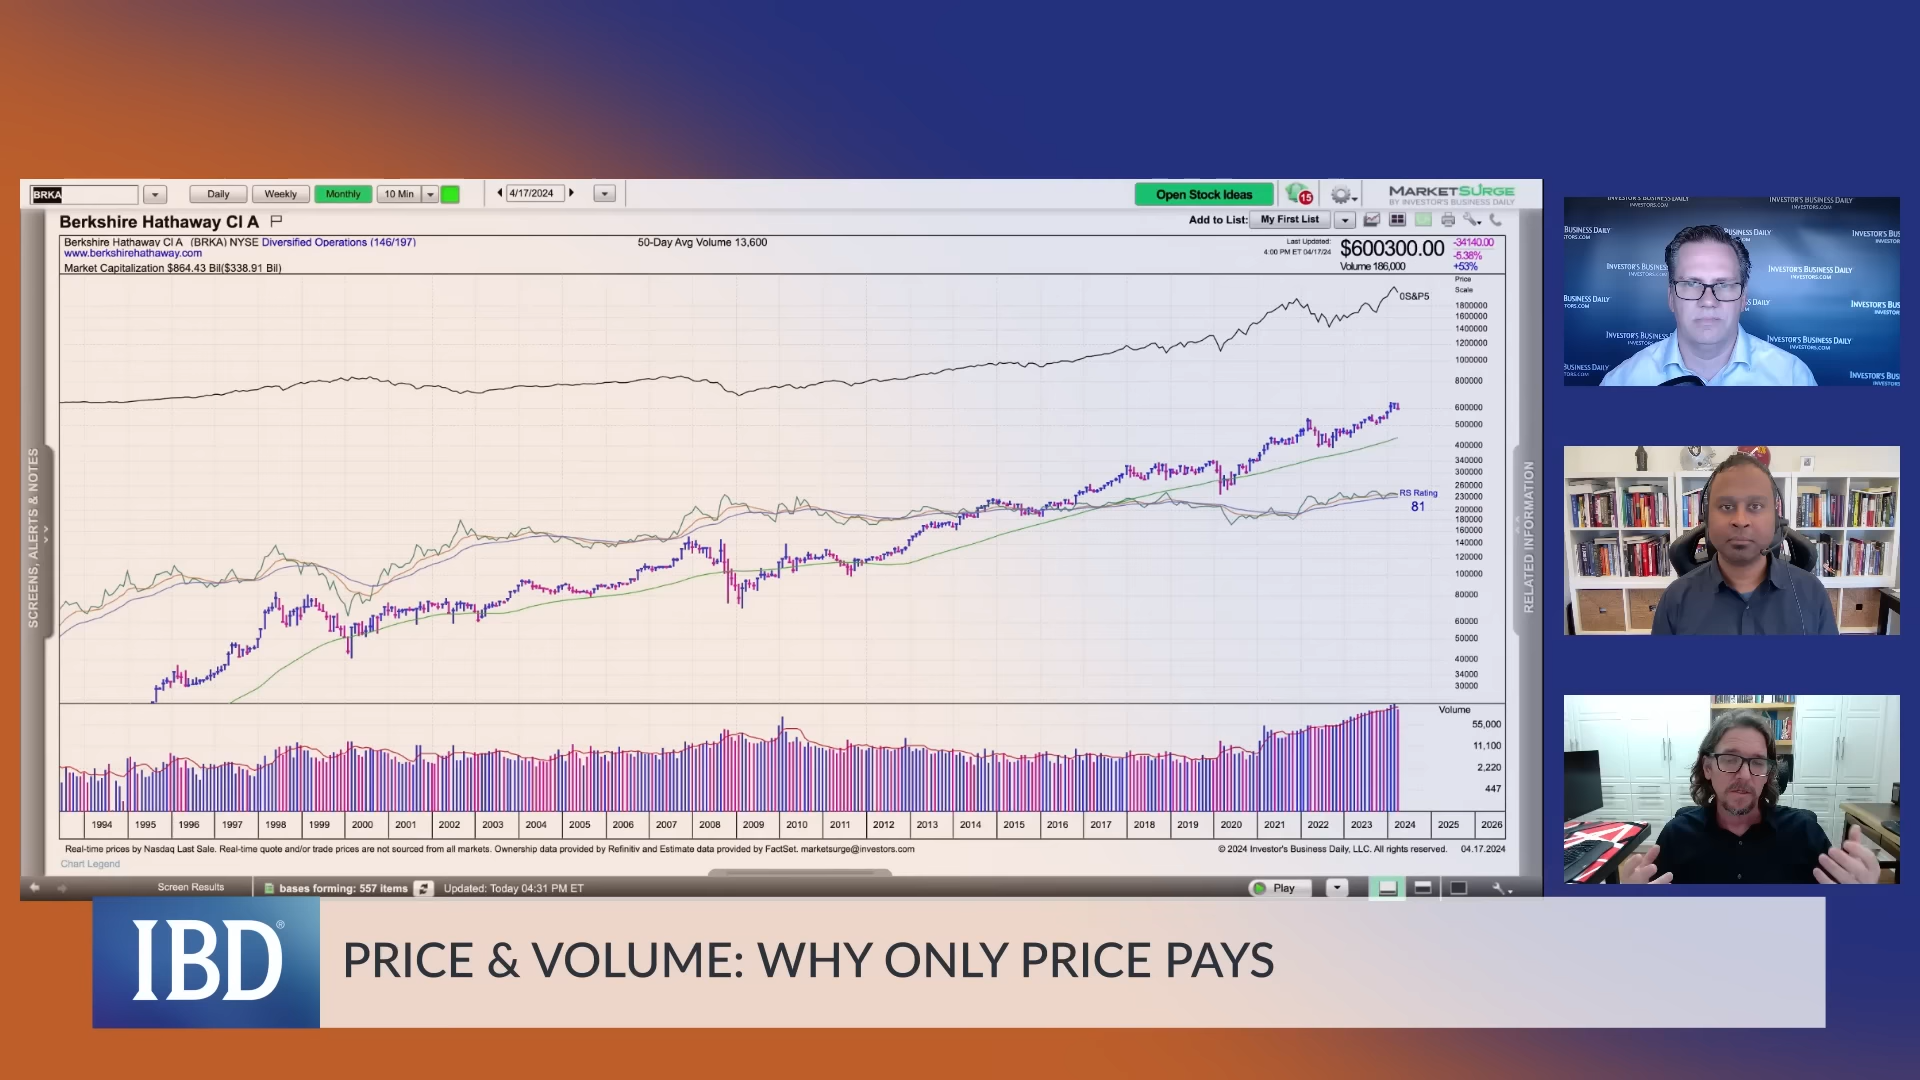 BRKA
Daily
Weekly
Monthly
10 Min
4/17/2024
Open Stock Ideas
15
MARKETSURGE
BY INVESTOR'S BUSINESS DAILY
Berkshire Hathaway Cl A
Add to List:
My First List
Berkshire Hathaway Cl A (BRKA) NYSE Diversified Operations (146/197)
www.berkshirehathaway.com
Market Capitalization $864.43 Bil($338.91 Bil)
50-Day Avg Volume 13,600
Last Updated:
4:00 PM ET 04/17/24
$600300.00
Volume 186,000
-34140.00
-5.38%
+53%
Price
Scale
0S&P5
1800000
1600000
1400000
1200000
1000000
800000
600000
500000
400000
340000
300000
260000
230000
200000
180000
160000
140000
120000
100000
80000
60000
50000
40000
34000
30000
RS Rating
81
Volume
55,000
11,100
2,220
447
1994 1995 1996 1997 1998 1999 2000 2001 2002 2003 2004 2005 2006 2007 2008 2009 2010 2011 2012 2013 2014 2015 2016 2017 2018 2019 2020 2021 2022 2023 2024 2025 2026
Real-time prices by Nasdaq Last Sale. Real-time quote and/or trade prices are not sourced from all markets. Ownership data provided by Refinitiv and Estimate data provided by FactSet. marketsurge@investors.com
© 2024 Investor's Business Daily, LLC. All rights reserved. 04.17.2024
Chart Legend
SCREENS, ALERTS & NOTES
RELATED INFORMATION
Screen Results
bases forming: 557 items
Updated: Today 04:31 PM ET
Play
INVESTOR'S BUSINESS DAILY
INVESTORS.COM
IBD®
PRICE & VOLUME: WHY ONLY PRICE PAYS